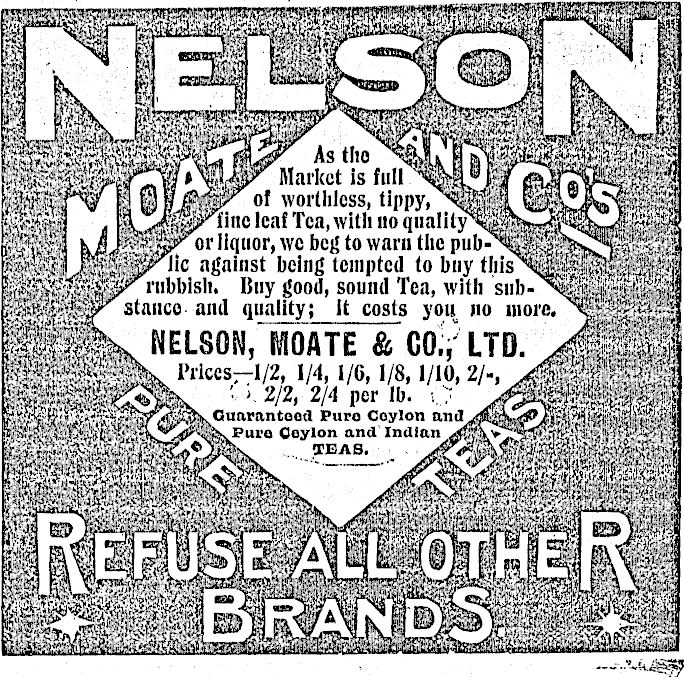 NELSON
MOATE AND CO'S
As the
Market is full
of worthless, tippy,
fine leaf Tea, with no quality
or liquor, we beg to warn the pub-
lic against being tempted to buy this
rubbish. Buy good, sound Tea, with sub-
stance and quality; it costs you no more.
NELSON, MOATE & CO., LTD.
Prices—1/2, 1/4, 1/6, 1/8, 1/10, 2/-,
2/2, 2/4 per lb.
Guaranteed Pure Ceylon and
Pure Ceylon and Indian
TEAS.
PURE TEAS
REFUSE ALL OTHER
BRANDS.